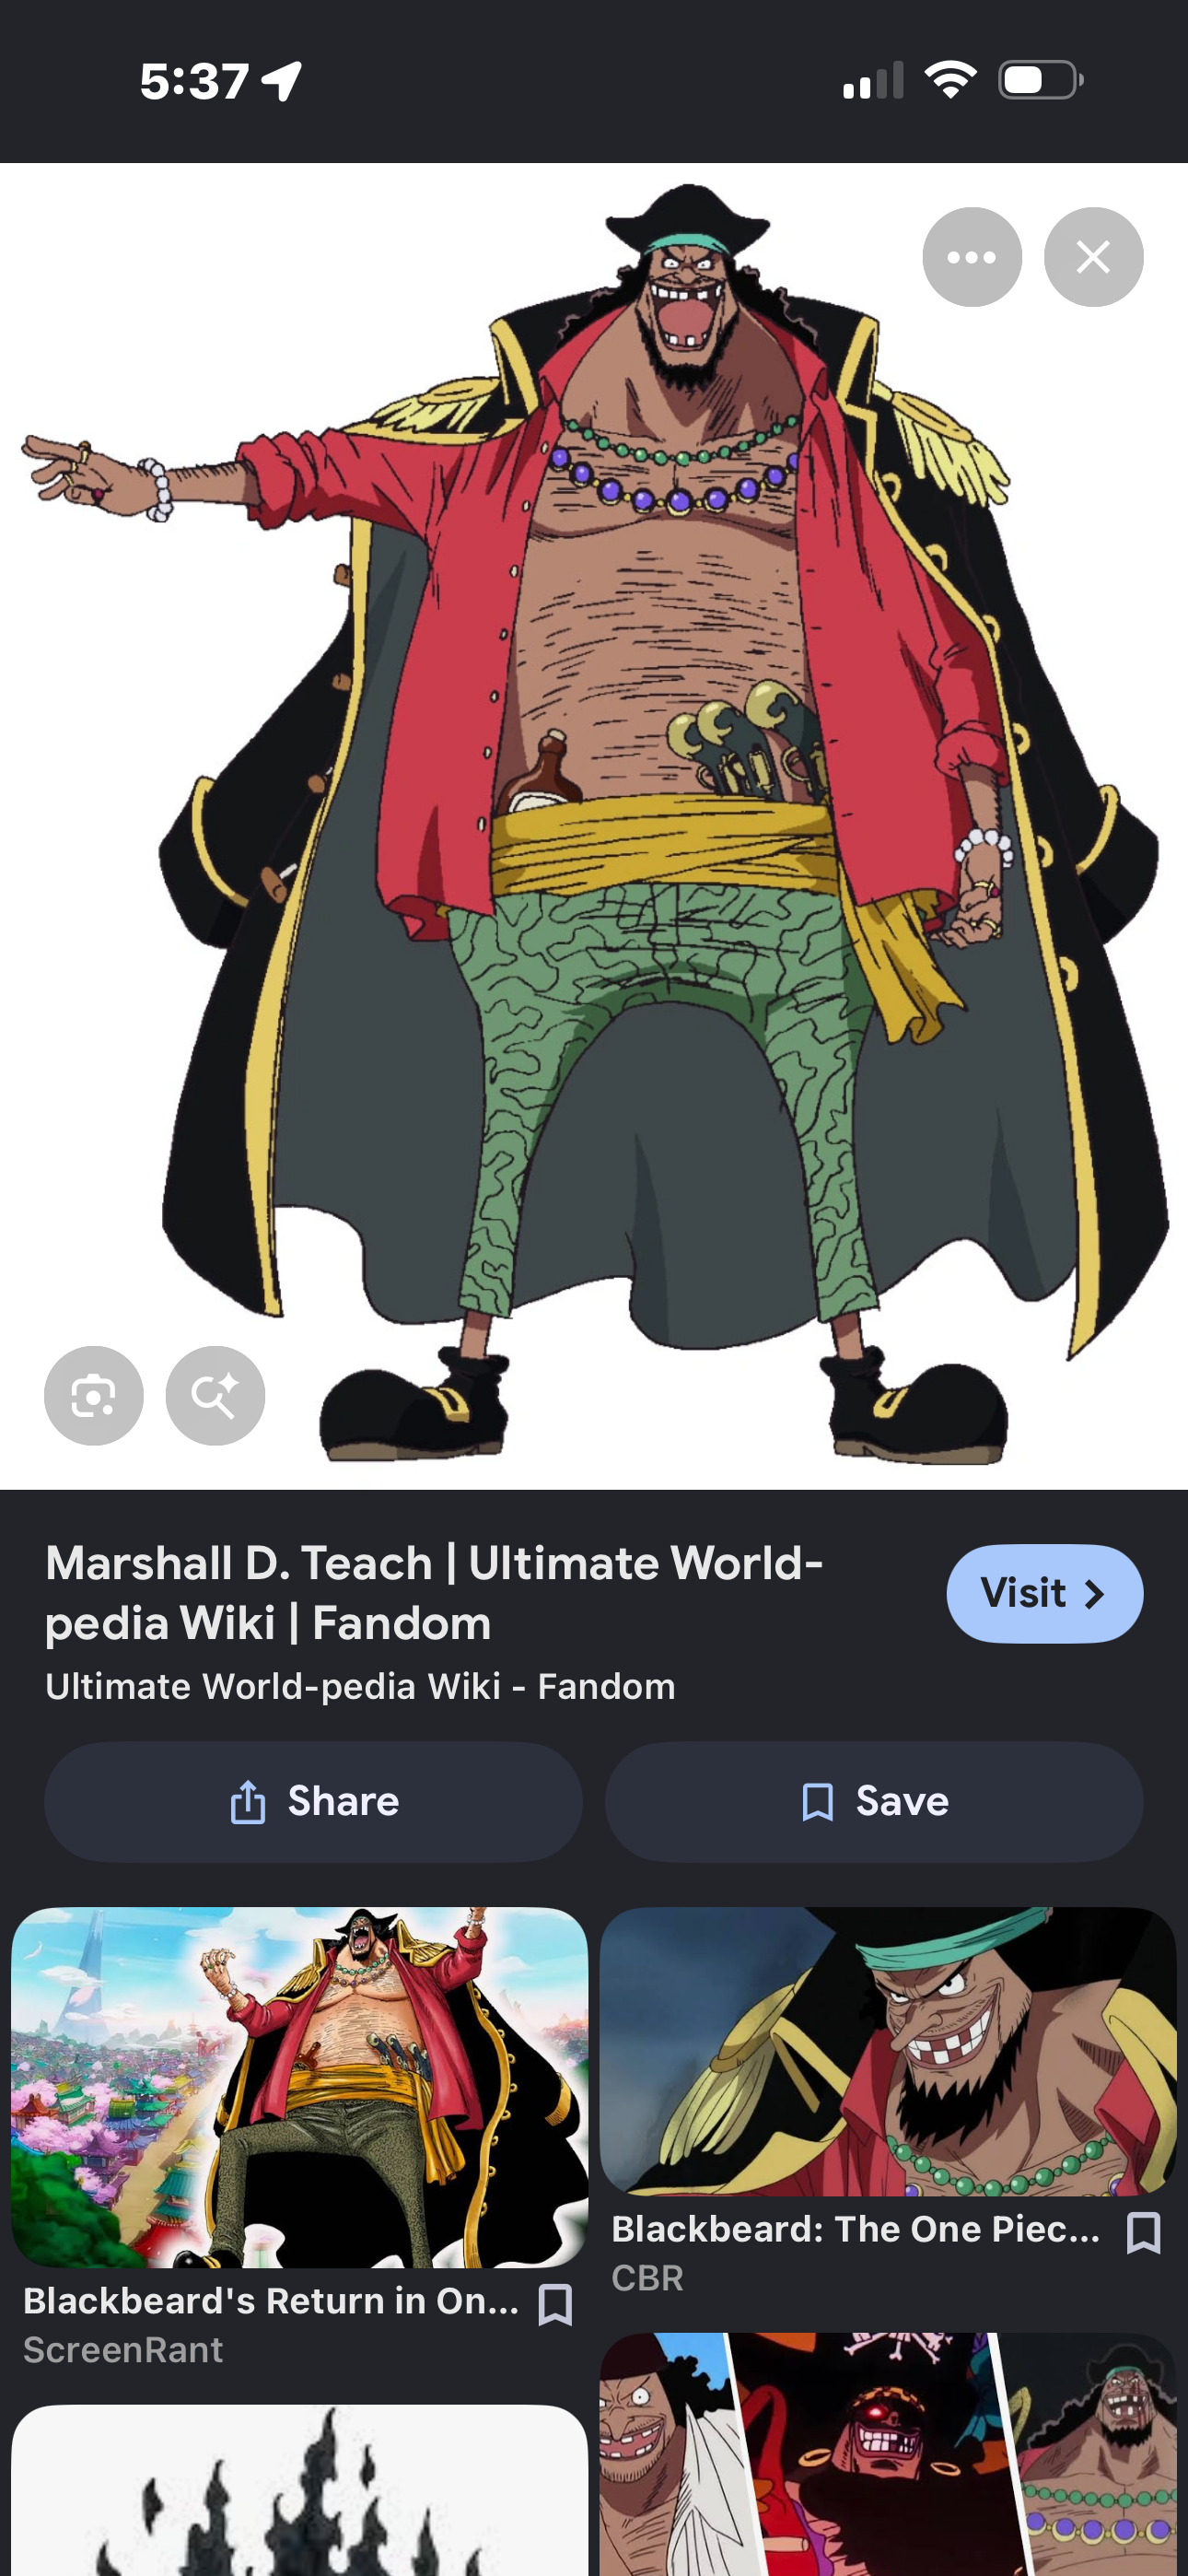 5:37
Marshall D. Teach | Ultimate World-
pedia Wiki | Fandom
Visit
Ultimate World-pedia Wiki - Fandom
Share
Save
Blackbeard's Return in On...
ScreenRant
Blackbeard: The One Piec...
CBR